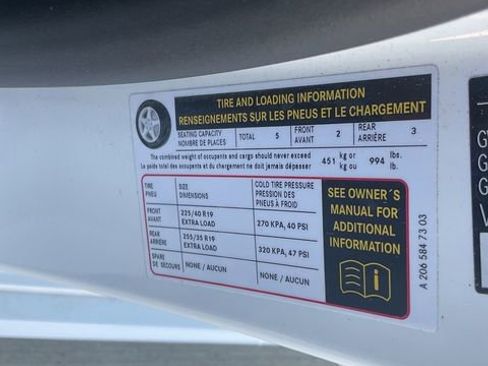 TIRE AND LOADING INFORMATION
RENSEIGNEMENTS SUR LES PNEUS ET LE CHARGEMENT
SEATING CAPACITY
NOMBRE DE PLACES
TOTAL 5
FRONT
AVANT
2
REAR
ARRIÈRE
3
The combined weight of occupants and cargo should never exceed
Le poids total des occupants et du chargement ne doit jamais dépasser
451 kg or
kg ou
994 lbs.
lb.
TIRE
PNEU
SIZE
DIMENSIONS
COLD TIRE PRESSURE
PRESSION DES
PNEUS À FROID
FRONT
AVANT
225/40 R19
EXTRA LOAD
270 KPA, 40 PSI
REAR
ARRIÈRE
255/35 R19
EXTRA LOAD
320 KPA, 47 PSI
SPARE
DE SECOURS
NONE / AUCUN
NONE / AUCUN
SEE OWNER´S
MANUAL FOR
ADDITIONAL
INFORMATION
A 206 584 73 03